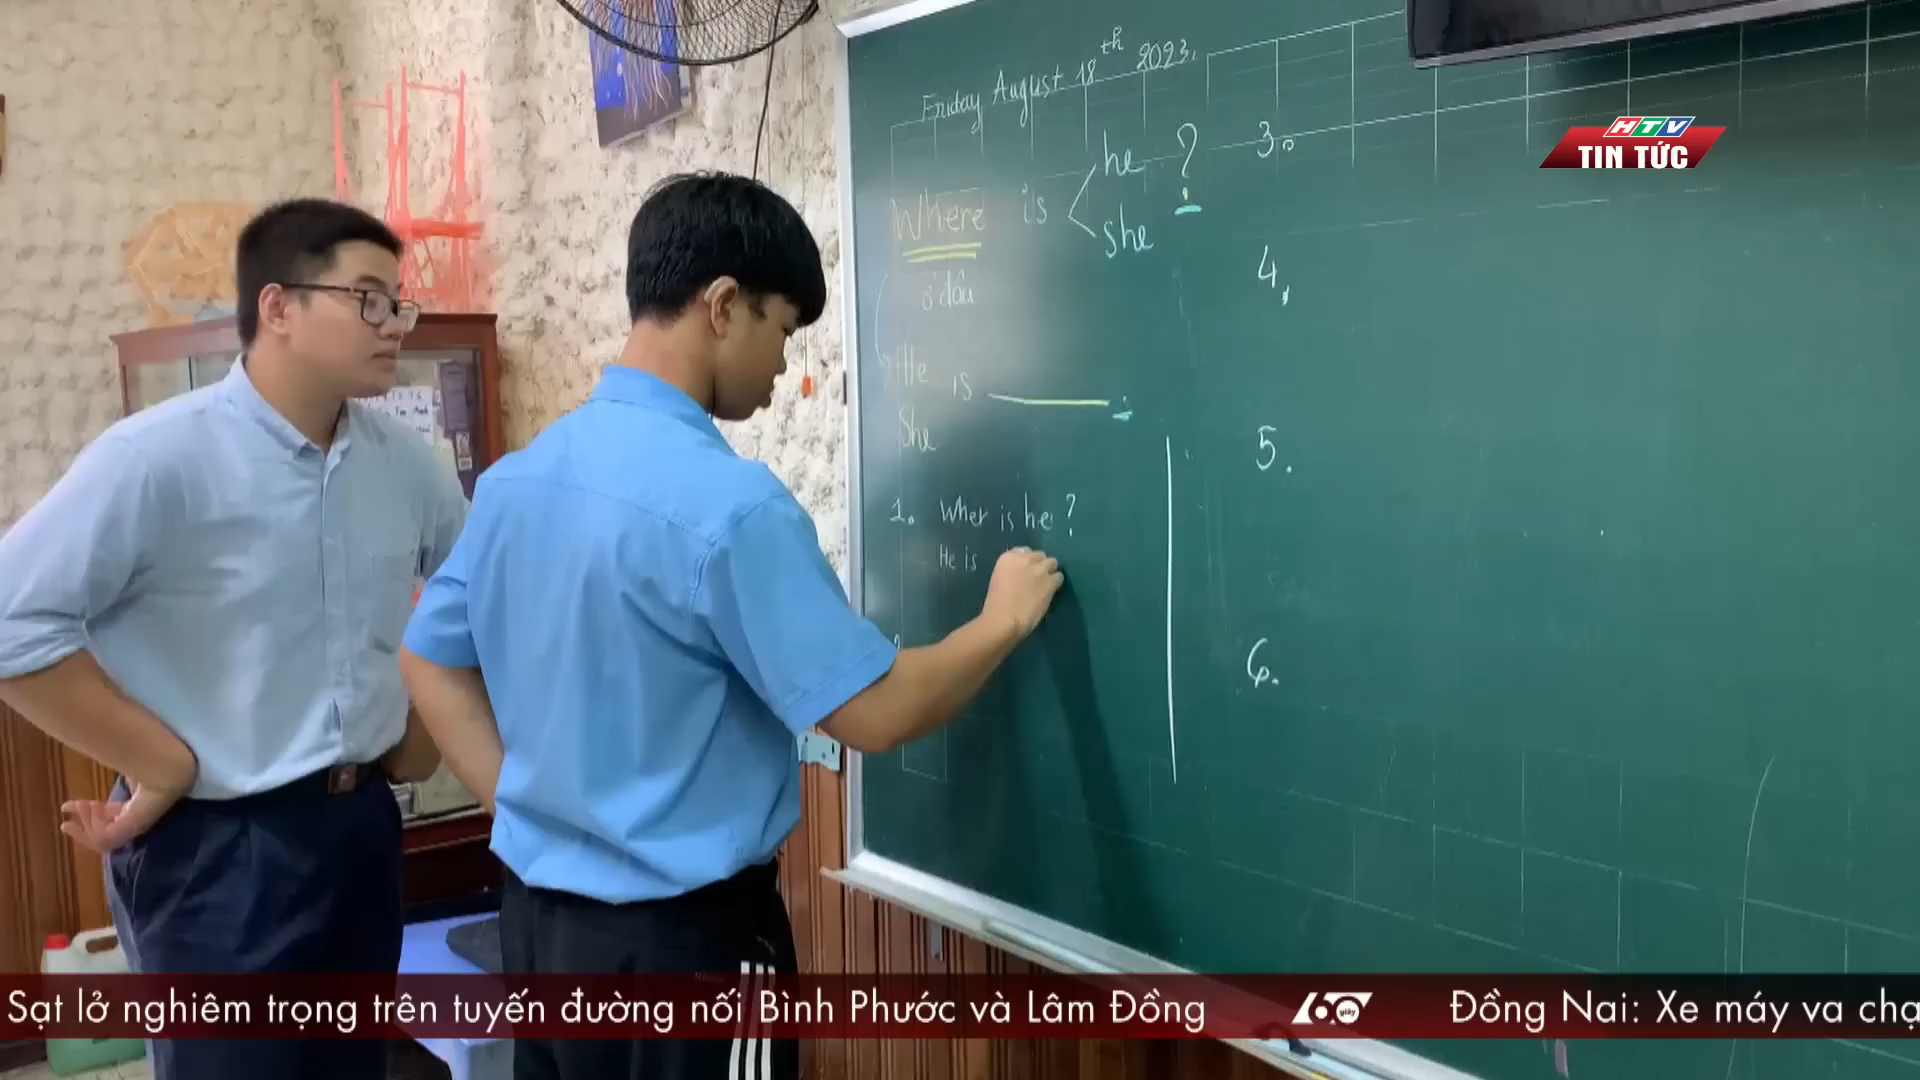 Friday August 18th 2023.
Where is he ?
she
ở đâu
He is
She
1. Wher is he ?
He is
3.
4.
5.
6.
HTV
TIN TỨC
Sạt lở nghiêm trọng trên tuyến đường nối Bình Phước và Lâm Đồng 60 giây Đồng Nai: Xe máy va chạ